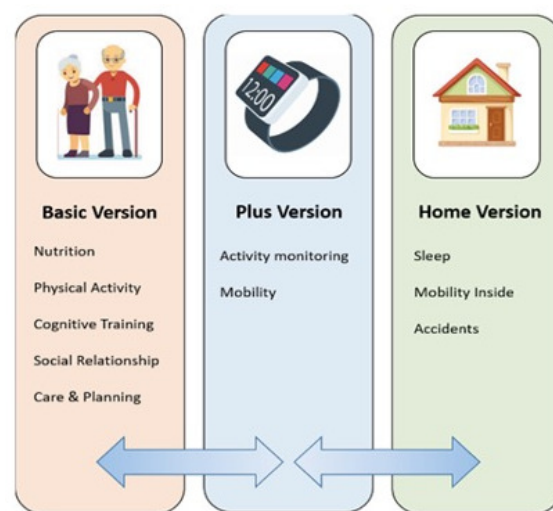 12:00
Basic Version
Nutrition
Physical Activity
Cognitive Training
Social Relationship
Care & Planning
Plus Version
Activity monitoring
Mobility
Home Version
Sleep
Mobility Inside
Accidents